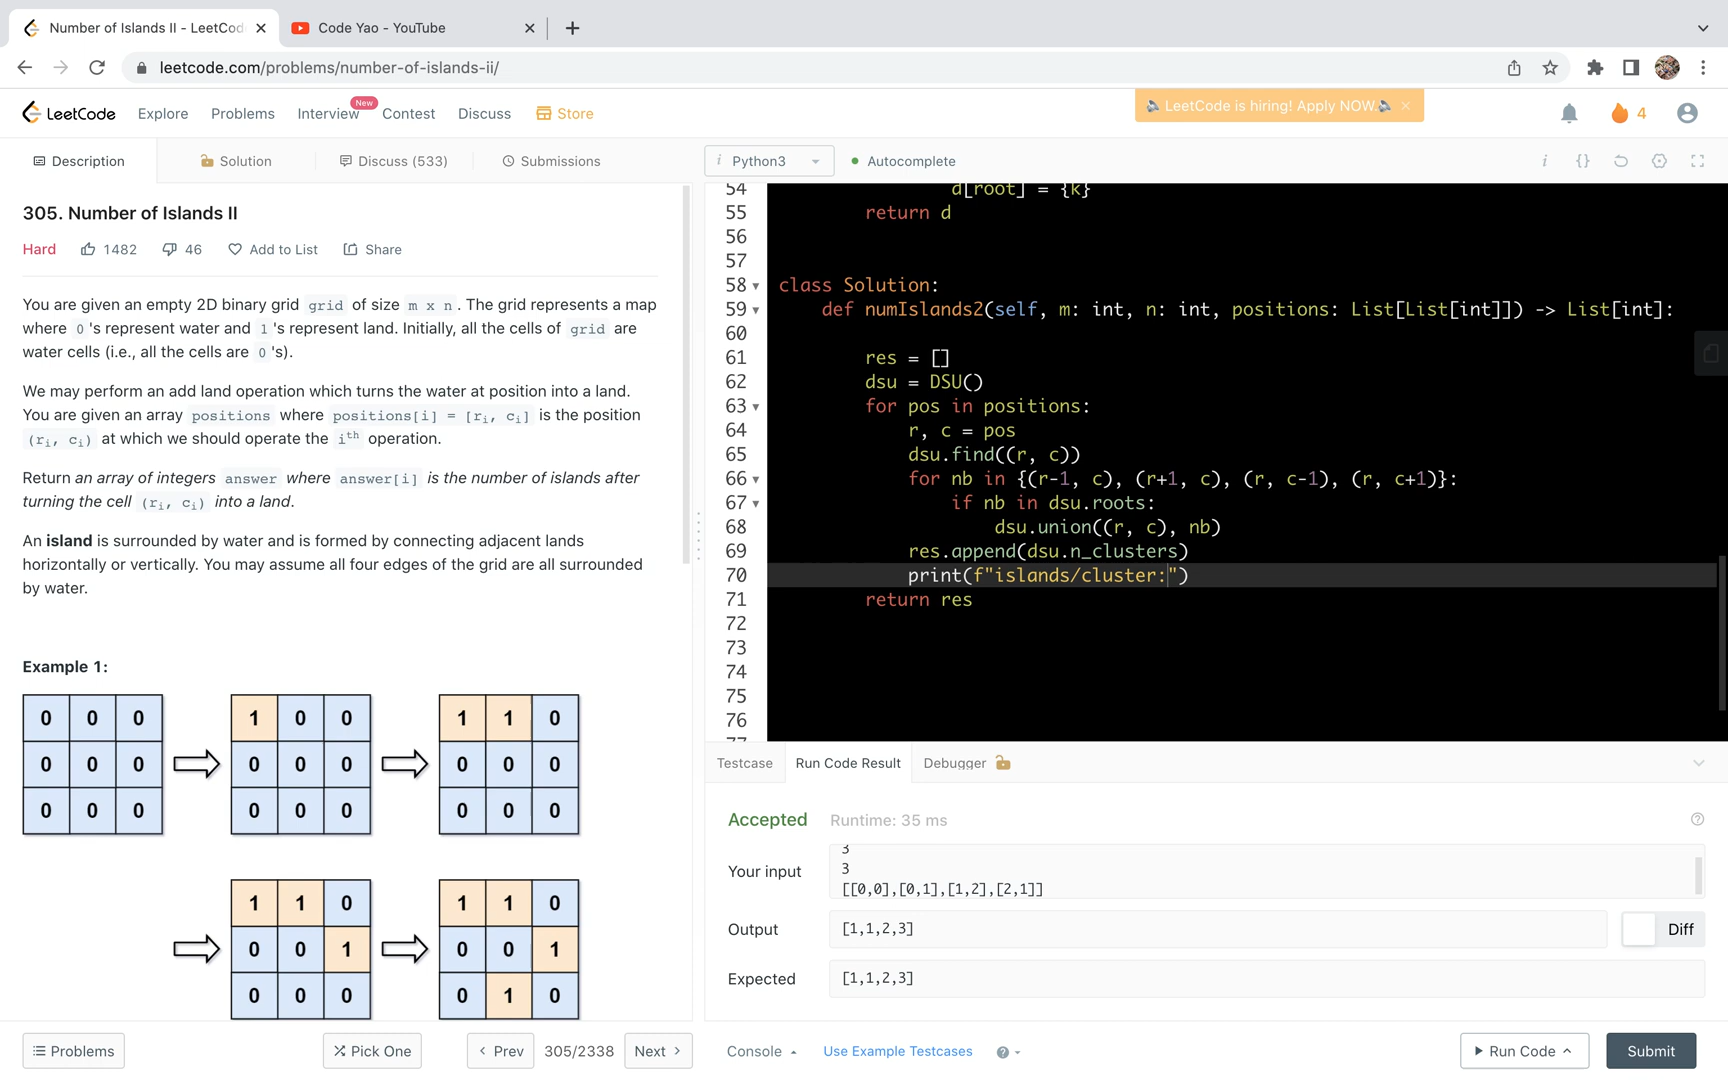 Number of Islands II - LeetCod
Code Yao - YouTube
leetcode.com/problems/number-of-islands-ii/
LeetCode
Explore
Problems
Interview
New
Contest
Discuss
Store
LeetCode is hiring! Apply NOW.
4
Description
Solution
Discuss (533)
Submissions
i Python3
Autocomplete
305. Number of Islands II
Hard
1482
46
Add to List
Share
You are given an empty 2D binary grid grid of size m x n. The grid represents a map
where 0 's represent water and 1 's represent land. Initially, all the cells of grid are
water cells (i.e., all the cells are 0 's).
We may perform an add land operation which turns the water at position into a land.
You are given an array positions where positions[i] = [ri, ci] is the position
(ri, ci) at which we should operate the ith operation.
Return an array of integers answer where answer[i] is the number of islands after
turning the cell (ri, ci) into a land.
An island is surrounded by water and is formed by connecting adjacent lands
horizontally or vertically. You may assume all four edges of the grid are all surrounded
by water.
Example 1:
0 0 0 1 0 0 1 1 0
0 0 0 0 0 0 0 0 0
0 0 0 0 0 0 0 0 0
1 1 0 1 1 0
0 0 1 0 0 1
0 0 0 0 1 0
54 d[root] = {k}
55 return d
56
57
58 class Solution:
59 def numIslands2(self, m: int, n: int, positions: List[List[int]]) -> List[int]:
60
61 res = []
62 dsu = DSU()
63 for pos in positions:
64 r, c = pos
65 dsu.find((r, c))
66 for nb in {(r-1, c), (r+1, c), (r, c-1), (r, c+1)}:
67 if nb in dsu.roots:
68 dsu.union((r, c), nb)
69 res.append(dsu.n_clusters)
70 print(f"islands/cluster:")
71 return res
72
73
74
75
76
77
Testcase
Run Code Result
Debugger
Accepted
Runtime: 35 ms
Your input
3
3
[[0,0],[0,1],[1,2],[2,1]]
Output
[1,1,2,3]
Diff
Expected
[1,1,2,3]
Problems
Pick One
Prev
305/2338
Next
Console
Use Example Testcases
Run Code
Submit